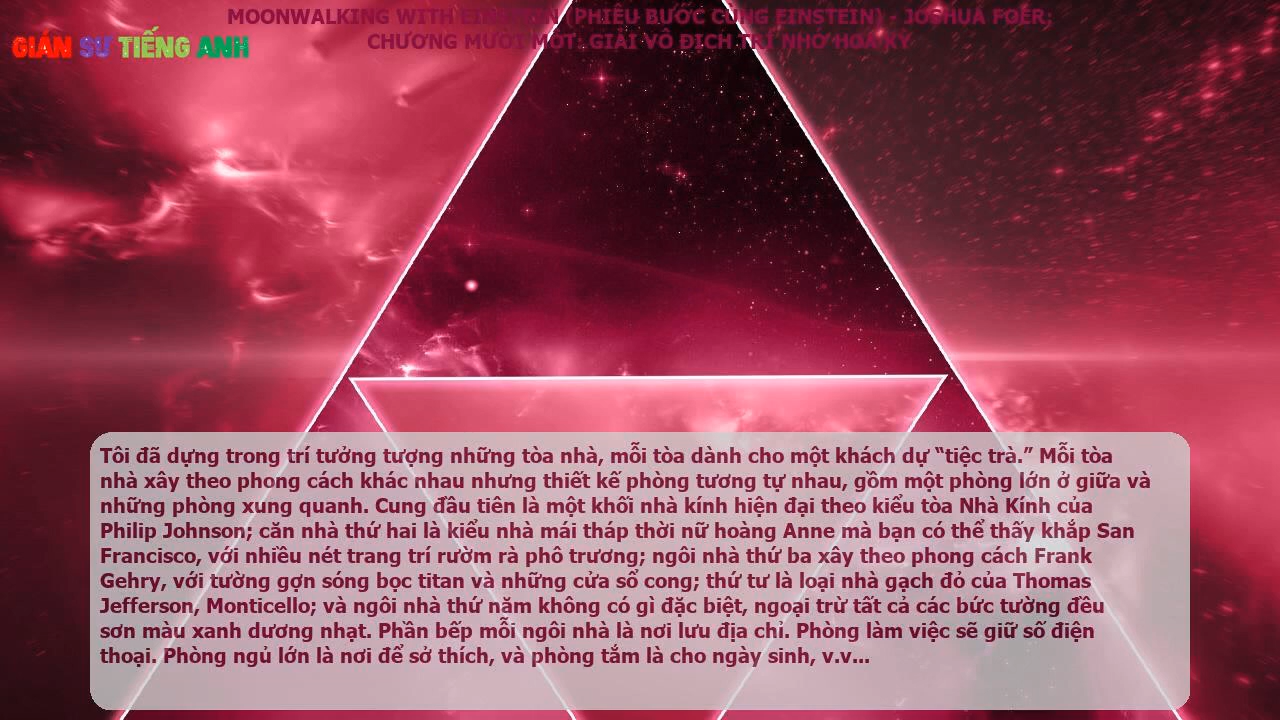 MOONWALKING WITH EINSTEIN (PHIÊU BƯỚC CÙNG EINSTEIN) - JOSHUA FOER;
CHƯƠNG MƯỜI MỘT: GIẢI VÔ ĐỊCH TRÍ NHỚ HOA KỲ
GIÁN SỨ TIẾNG ANH
Tôi đã dựng trong trí tưởng tượng những tòa nhà, mỗi tòa dành cho một khách dự “tiệc trà.” Mỗi tòa
nhà xây theo phong cách khác nhau nhưng thiết kế phòng tương tự nhau, gồm một phòng lớn ở giữa và
những phòng xung quanh. Cung đầu tiên là một khối nhà kính hiện đại theo kiểu tòa Nhà Kính của
Philip Johnson; căn nhà thứ hai là kiểu nhà mái tháp thời nữ hoàng Anne mà bạn có thể thấy khắp San
Francisco, với nhiều nét trang trí rườm rà phô trương; ngôi nhà thứ ba xây theo phong cách Frank
Gehry, với tường gợn sóng bọc titan và những cửa sổ cong; thứ tư là loại nhà gạch đỏ của Thomas
Jefferson, Monticello; và ngôi nhà thứ năm không có gì đặc biệt, ngoại trừ tất cả các bức tường đều
sơn màu xanh dương nhạt. Phần bếp mỗi ngôi nhà là nơi lưu địa chỉ. Phòng làm việc sẽ giữ số điện
thoại. Phòng ngủ lớn là nơi để sở thích, và phòng tắm là cho ngày sinh, v.v...